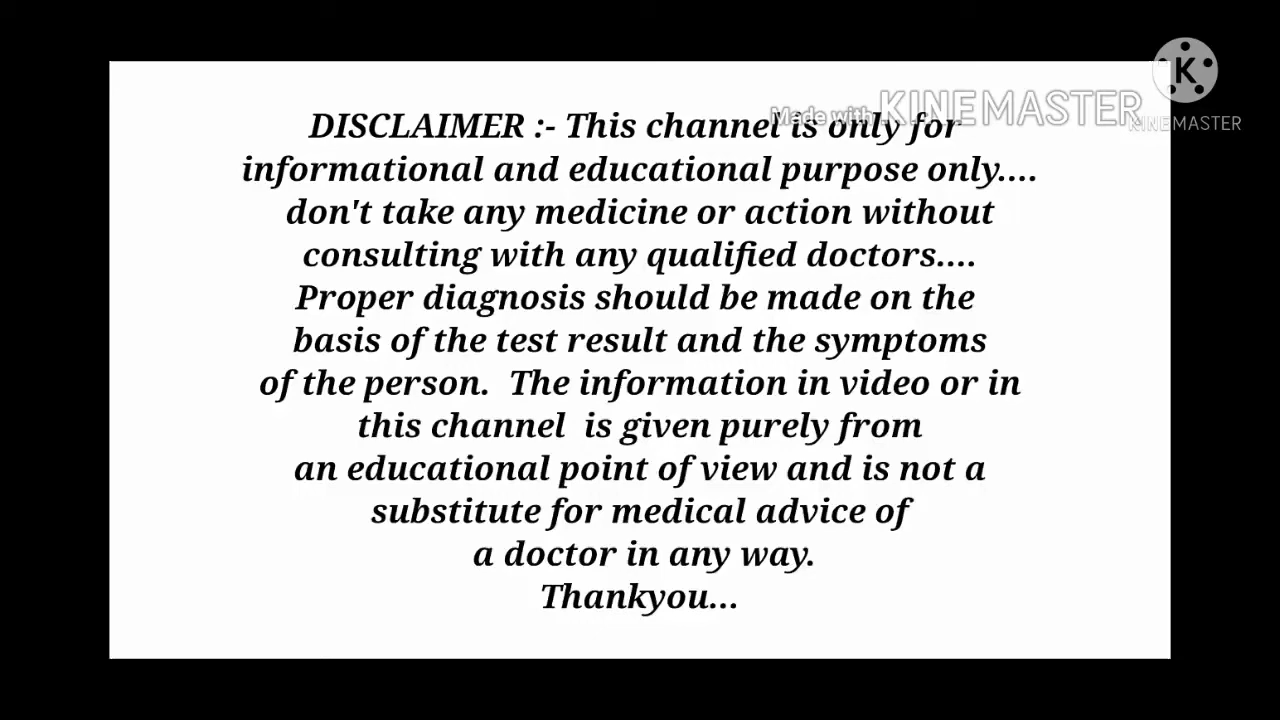 DISCLAIMER :- This channel is only for
informational and educational purpose only....
don't take any medicine or action without
consulting with any qualified doctors....
Proper diagnosis should be made on the
basis of the test result and the symptoms
of the person.  The information in video or in
this channel  is given purely from
an educational point of view and is not a
substitute for medical advice of
a doctor in any way.
Thankyou...
Made with KINEMASTER
K
KINEMASTER